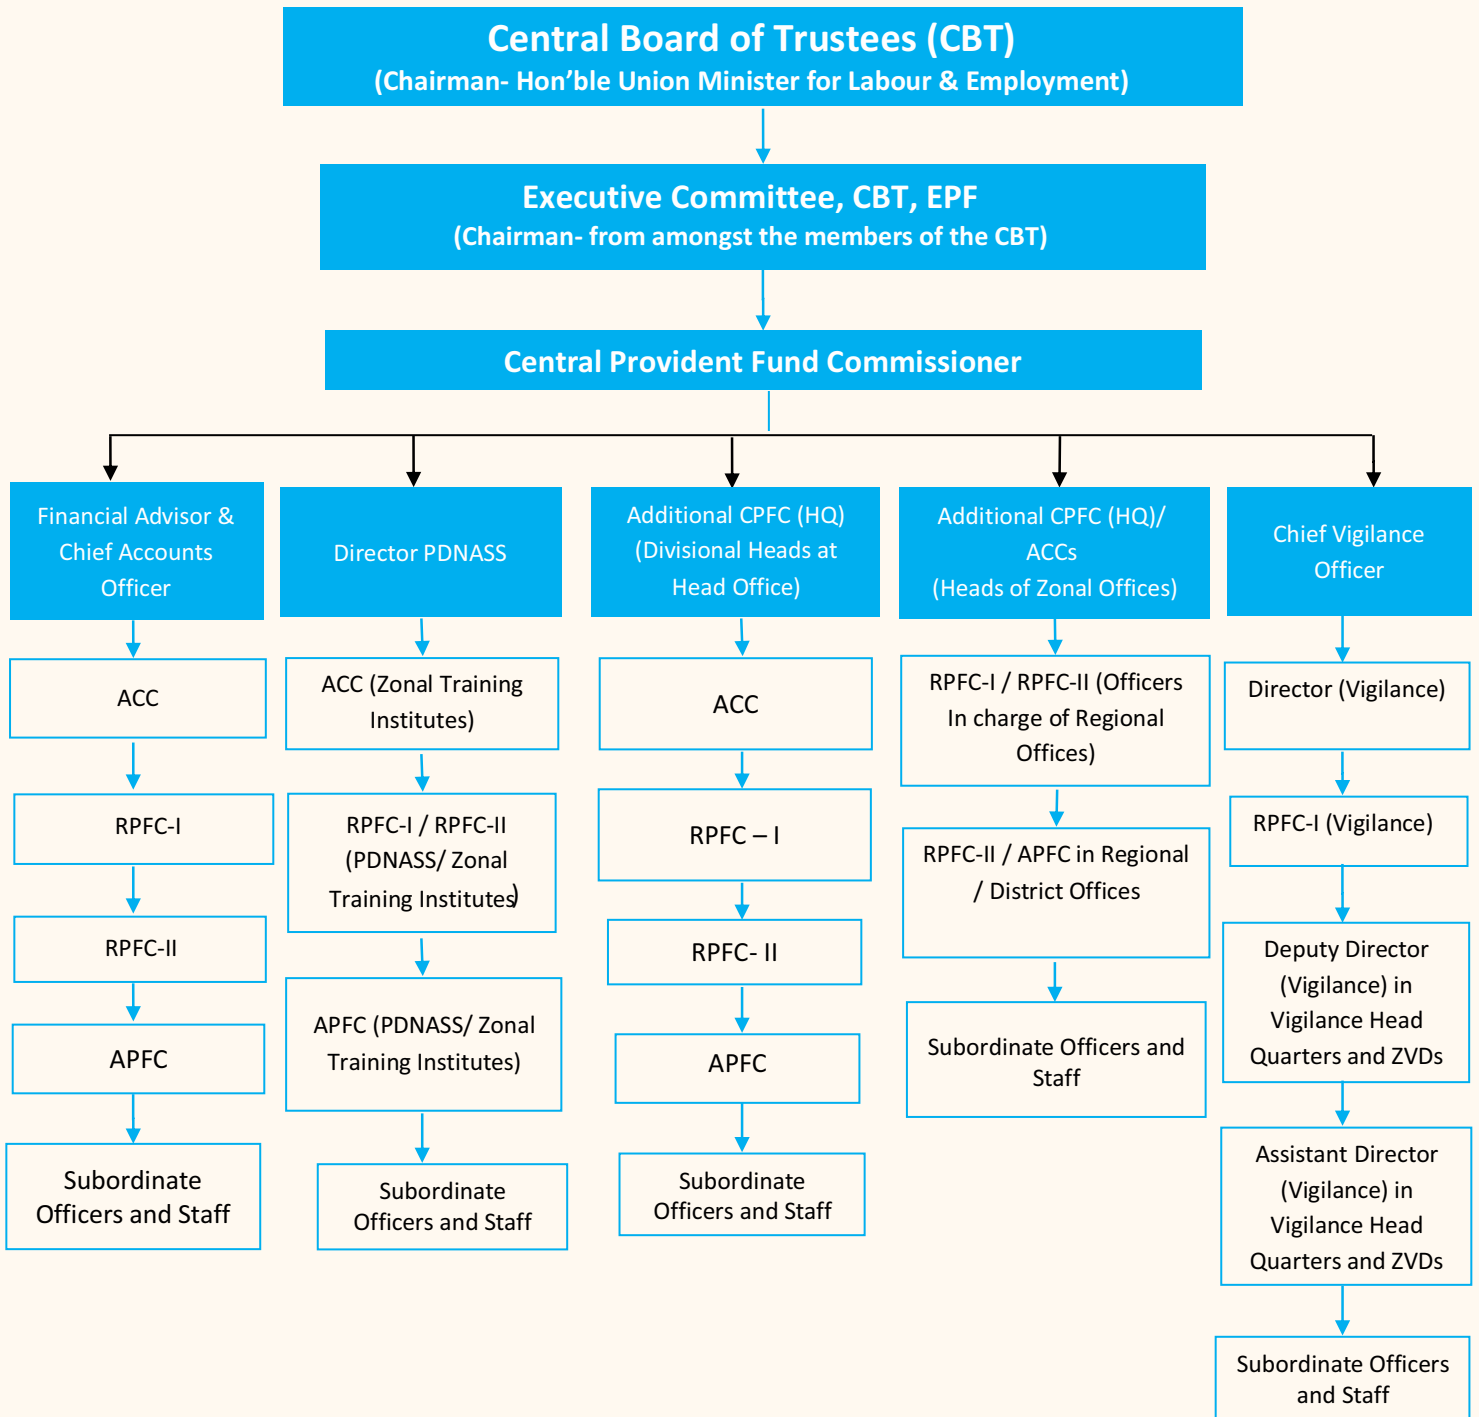 Central Board of Trustees (CBT)
(Chairman- Hon’ble Union Minister for Labour & Employment)
Executive Committee, CBT, EPF
(Chairman- from amongst the members of the CBT)
Central Provident Fund Commissioner
Financial Advisor &
Chief Accounts
Officer
Director PDNASS
Additional CPFC (HQ)
(Divisional Heads at
Head Office)
Additional CPFC (HQ)/
ACCs
(Heads of Zonal Offices)
Chief Vigilance
Officer
ACC
RPFC-I
RPFC-II
APFC
Subordinate
Officers and Staff
ACC (Zonal Training
Institutes)
RPFC-I / RPFC-II
(PDNASS/ Zonal
Training Institutes)
APFC (PDNASS/ Zonal
Training Institutes)
Subordinate
Officers and Staff
ACC
RPFC – I
RPFC- II
APFC
Subordinate
Officers and Staff
RPFC-I / RPFC-II (Officers
In charge of Regional
Offices)
RPFC-II / APFC in Regional
/ District Offices
Subordinate Officers and
Staff
Director (Vigilance)
RPFC-I (Vigilance)
Deputy Director
(Vigilance) in
Vigilance Head
Quarters and ZVDs
Assistant Director
(Vigilance) in
Vigilance Head
Quarters and ZVDs
Subordinate Officers
and Staff